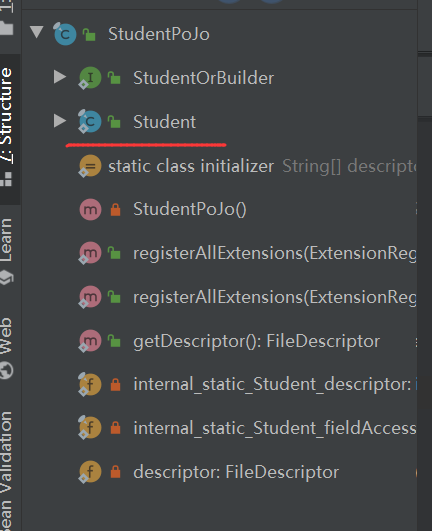 StudentPoJo
StudentOrBuilder
Student
static class initializer String[] descripto
StudentPoJo()
registerAllExtensions(ExtensionReg
registerAllExtensions(ExtensionReg
getDescriptor(): FileDescriptor
internal_static_Student_descriptor:
internal_static_Student_fieldAccess
descriptor: FileDescriptor
7: Structure
Learn
Web
Bean Validation